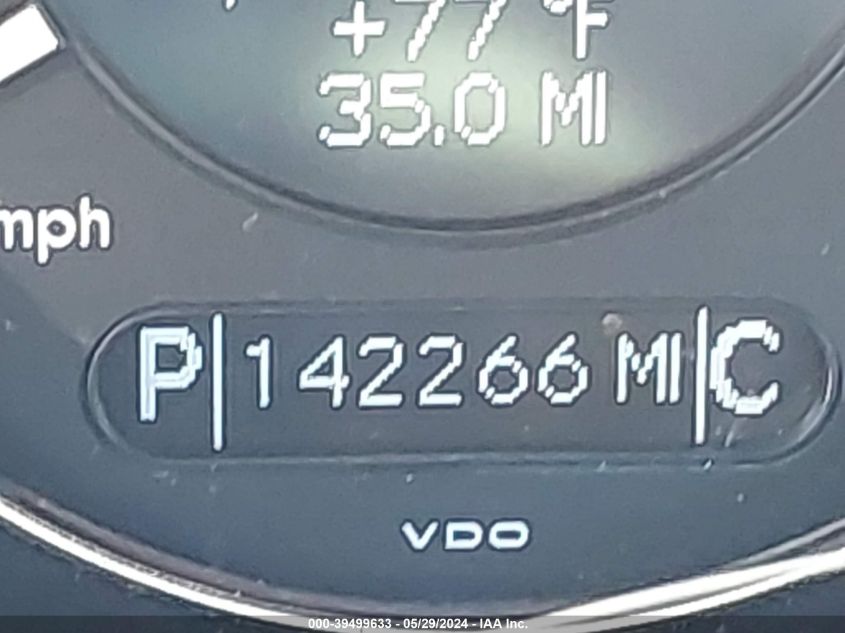 +77 °F
35.0 MI
mph
P 142266 MI C
VDO
000-39499633 - 05/29/2024 - IAA Inc.